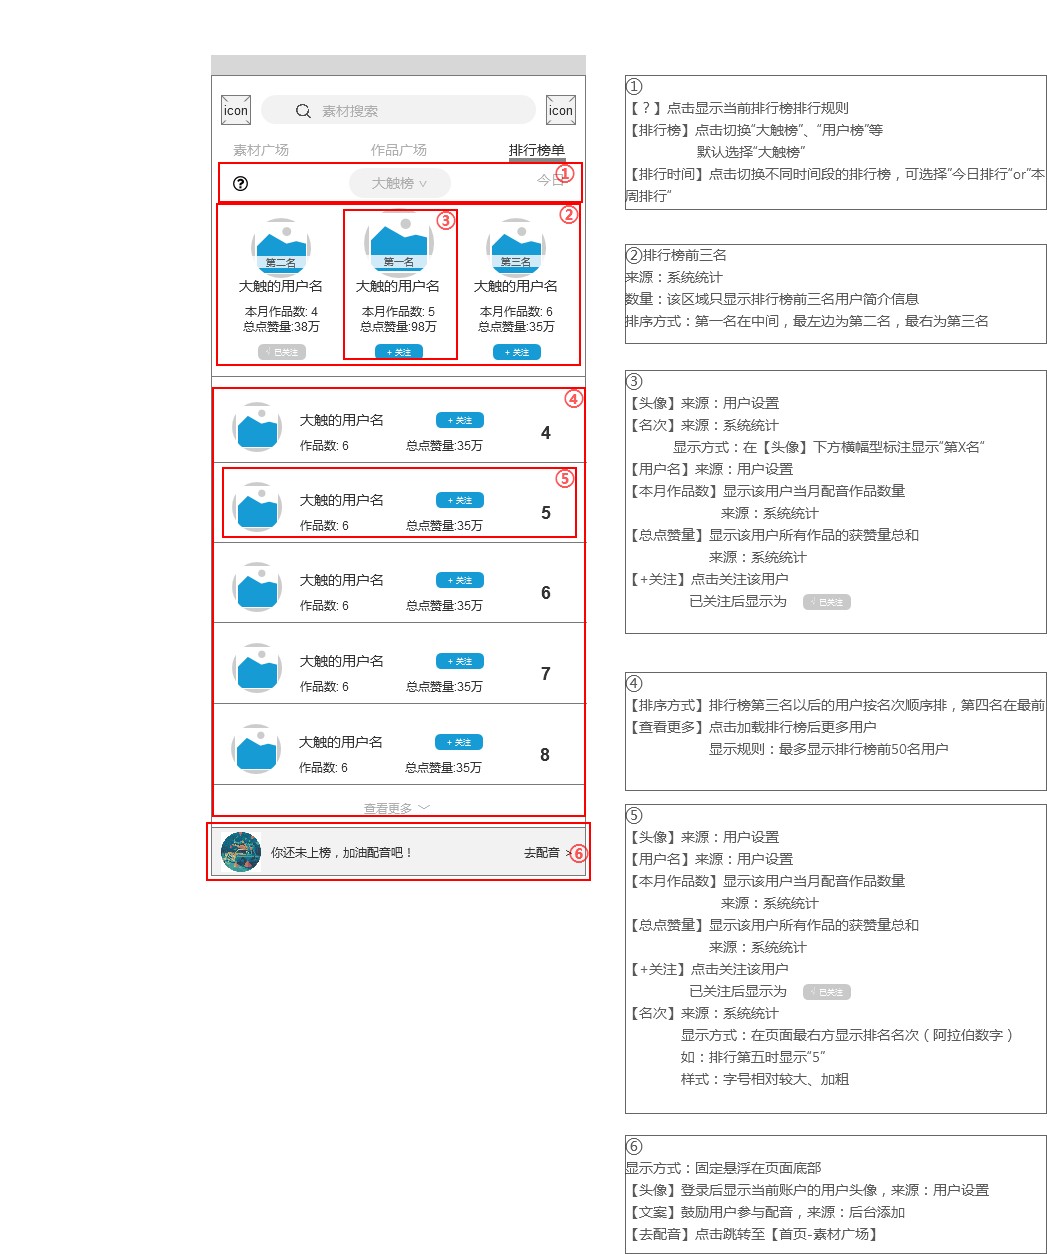 icon
素材搜索
icon
素材广场
作品广场
排行榜单
?
大触榜
今日
①
②
③
第二名
第一名
第三名
大触的用户名
大触的用户名
大触的用户名
本月作品数: 4
本月作品数: 5
本月作品数: 6
总点赞量:38万
总点赞量:98万
总点赞量:35万
√ 已关注
+ 关注
+ 关注
④
大触的用户名
+ 关注
4
作品数: 6
总点赞量:35万
⑤
大触的用户名
+ 关注
5
作品数: 6
总点赞量:35万
大触的用户名
+ 关注
6
作品数: 6
总点赞量:35万
大触的用户名
+ 关注
7
作品数: 6
总点赞量:35万
大触的用户名
+ 关注
8
作品数: 6
总点赞量:35万
查看更多
你还未上榜，加油配音吧！
去配音 >
⑥
①
【？】点击显示当前排行榜排行规则
【排行榜】点击切换“大触榜”、“用户榜”等
默认选择“大触榜”
【排行时间】点击切换不同时间段的排行榜，可选择“今日排行”or“本
周排行”
②排行榜前三名
来源：系统统计
数量：该区域只显示排行榜前三名用户简介信息
排序方式：第一名在中间，最左边为第二名，最右为第三名
③
【头像】来源：用户设置
【名次】来源：系统统计
显示方式：在【头像】下方横幅型标注显示“第X名”
【用户名】来源：用户设置
【本月作品数】显示该用户当月配音作品数量
来源：系统统计
【总点赞量】显示该用户所有作品的获赞量总和
来源：系统统计
【+关注】点击关注该用户
已关注后显示为 √ 已关注
④
【排序方式】排行榜第三名以后的用户按名次顺序排，第四名在最前
【查看更多】点击加载排行榜后更多用户
显示规则：最多显示排行榜前50名用户
⑤
【头像】来源：用户设置
【用户名】来源：用户设置
【本月作品数】显示该用户当月配音作品数量
来源：系统统计
【总点赞量】显示该用户所有作品的获赞量总和
来源：系统统计
【+关注】点击关注该用户
已关注后显示为 √ 已关注
【名次】来源：系统统计
显示方式：在页面最右方显示排名名次（阿拉伯数字）
如：排行第五时显示“5”
样式：字号相对较大、加粗
⑥
显示方式：固定悬浮在页面底部
【头像】登录后显示当前账户的用户头像，来源：用户设置
【文案】鼓励用户参与配音，来源：后台添加
【去配音】点击跳转至【首页-素材广场】